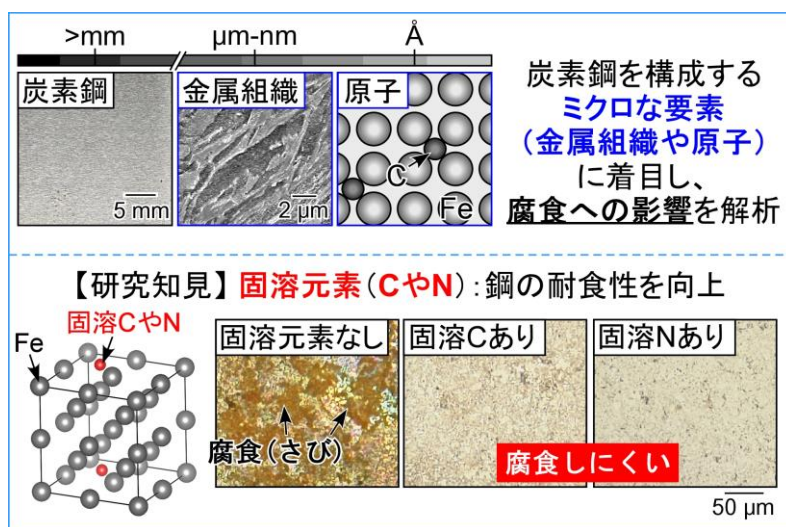 >mm
μm-nm
Å
炭素鋼
5 mm
金属組織
2 μm
原子
C
Fe
炭素鋼を構成する
ミクロな要素
(金属組織や原子)
に着目し、
腐食への影響を解析
【研究知見】固溶元素(CやN):鋼の耐食性を向上
固溶CやN
Fe
固溶元素なし
腐食(さび)
固溶Cあり
固溶Nあり
腐食しにくい
50 μm